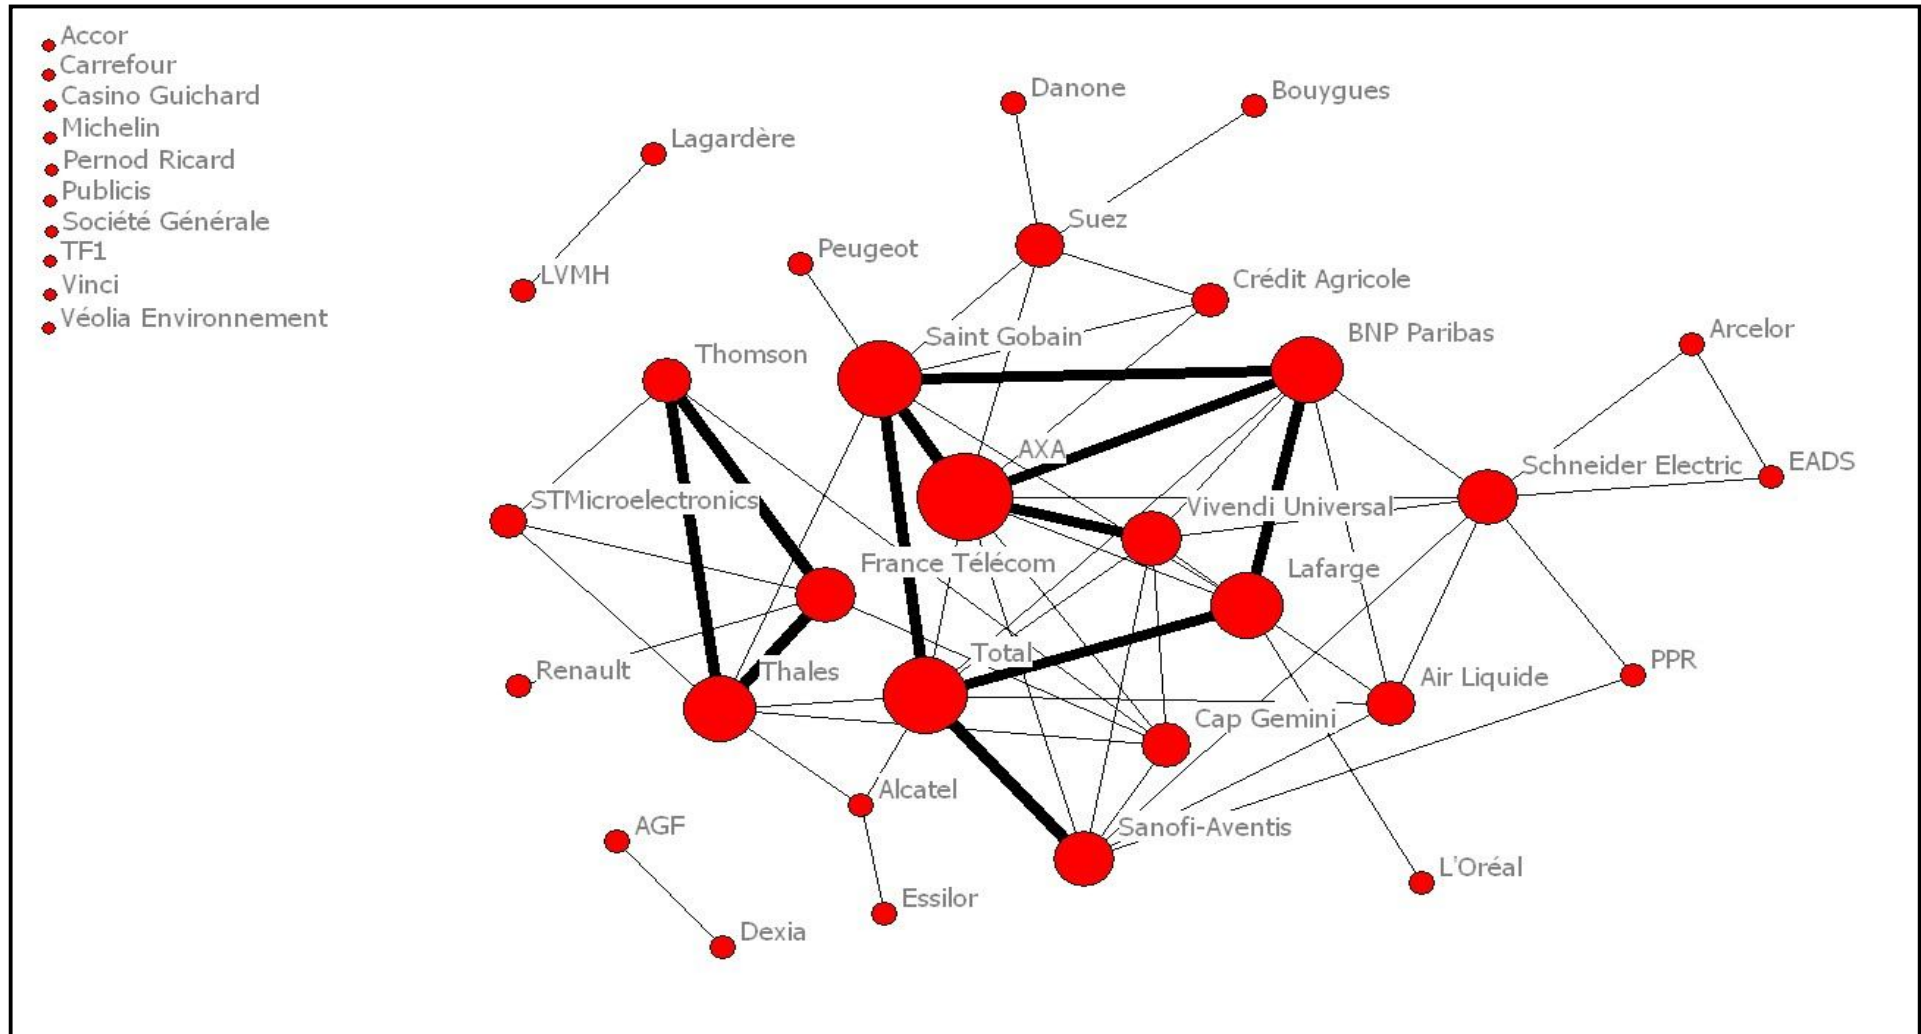 Accor
Carrefour
Casino Guichard
Michelin
Pernod Ricard
Publicis
Société Générale
TF1
Vinci
Véolia Environnement
Danone
Bouygues
Lagardère
Suez
Peugeot
LVMH
Crédit Agricole
Saint Gobain
BNP Paribas
Arcelor
Thomson
AXA
Schneider Electric
EADS
STMicroelectronics
Vivendi Universal
France Télécom
Lafarge
Total
Renault
Thales
Air Liquide
PPR
Cap Gemini
Alcatel
AGF
Sanofi-Aventis
L'Oréal
Essilor
Dexia